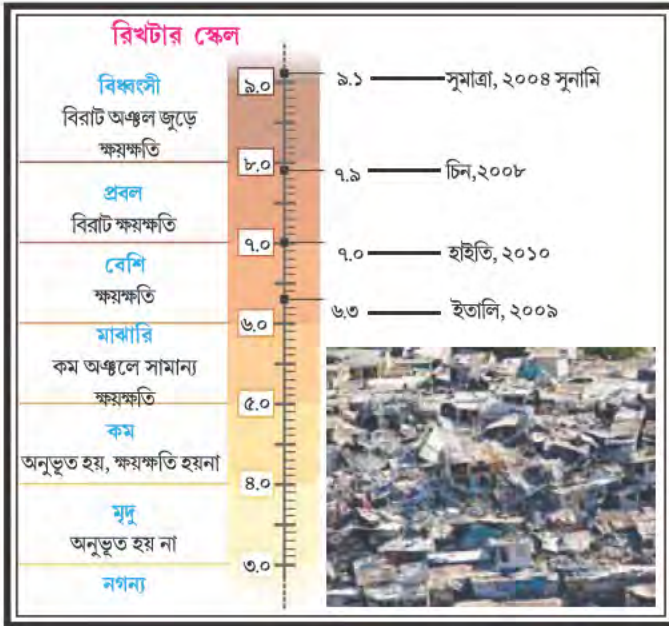 রিখটার স্কেল
বিধ্বংসী
বিরাট অঞ্চল জুড়ে
ক্ষয়ক্ষতি
প্রবল
বিরাট ক্ষয়ক্ষতি
বেশি
ক্ষয়ক্ষতি
মাঝারি
কম অঞ্চলে সামান্য
ক্ষয়ক্ষতি
কম
অনুভূত হয়, ক্ষয়ক্ষতি হয়না
মৃদু
অনুভূত হয় না
নগন্য
৯.০
৮.০
৭.০
৬.০
৫.০
৪.০
৩.০
৯.১ সুমাত্রা, ২০০৪ সুনামি
৭.৯ চিন,২০০৮
৭.০ হাইতি, ২০১০
৬.৩ ইতালি, ২০০৯